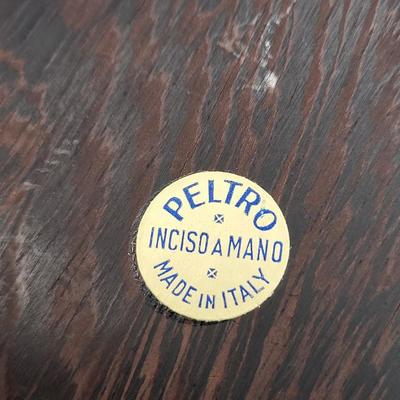 PELTRO
INCISO A MANO
MADE IN ITALY